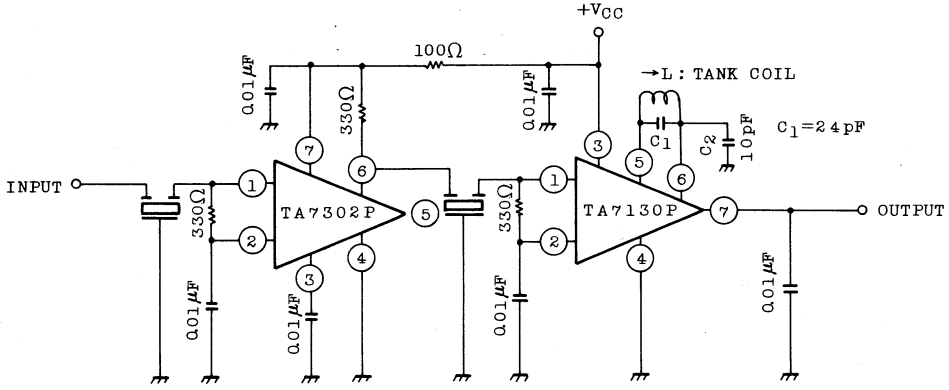 +VCC
100Ω
0.01μF
330Ω
0.01μF
→L : TANK COIL
C1
C2
10pF
C1=24pF
7
6
3
5
6
INPUT
1
330Ω
2
TA7302P
5
3
4
1
330Ω
2
TA7130P
7
4
OUTPUT
0.01μF
0.01μF
0.01μF
0.01μF